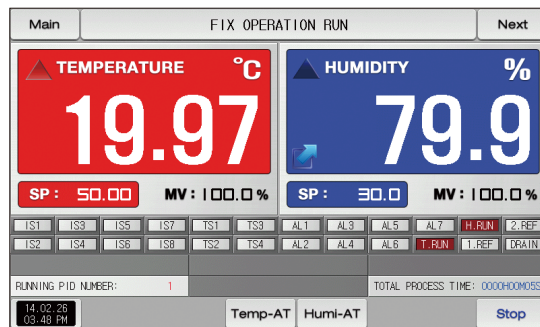 Main FIX OPERATION RUN Next
TEMPERATURE °C HUMIDITY %
19.97 79.9
SP : 50.00 MV : 100.0 % SP : 30.0 MV : 100.0 %
IS1 IS3 IS5 IS7 TS1 TS3 AL1 AL3 AL5 AL7 H.RUN 2.REF
IS2 IS4 IS6 IS8 TS2 TS4 AL2 AL4 AL6 T.RUN 1.REF DRAIN
RUNNING PID NUMBER: 1 TOTAL PROCESS TIME: 0000H00M05S
14.02.26
03:48 PM
Temp-AT Humi-AT Stop